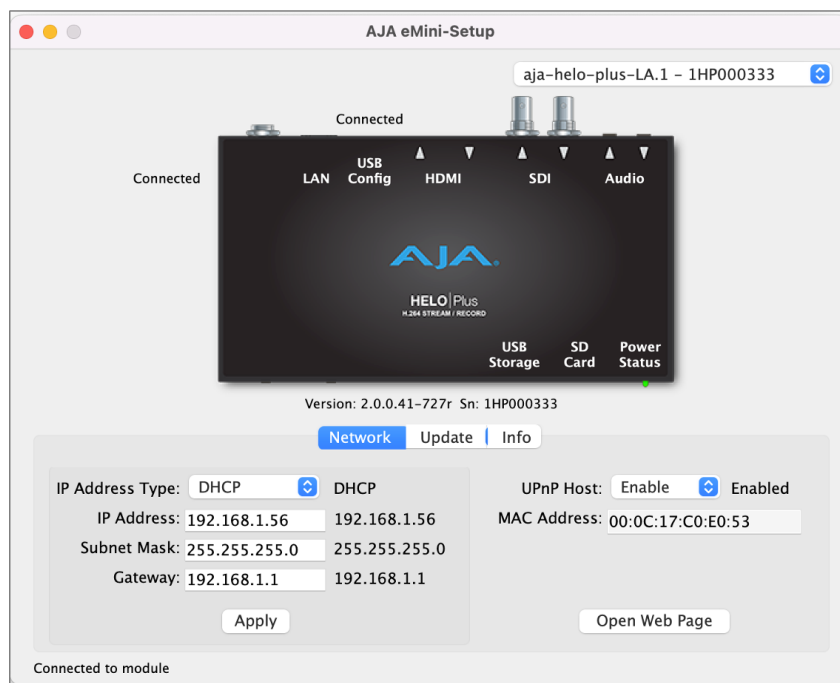 AJA eMini-Setup
aja-helo-plus-LA.1 - 1HP000333
Connected
Connected
LAN
USB
Config
HDMI
SDI
Audio
AJA®
HELO|Plus
H.264 STREAM / RECORD
USB
Storage
SD
Card
Power
Status
Version: 2.0.0.41-727r Sn: 1HP000333
Network Update Info
IP Address Type: DHCP DHCP
IP Address: 192.168.1.56 192.168.1.56
Subnet Mask: 255.255.255.0 255.255.255.0
Gateway: 192.168.1.1 192.168.1.1
Apply
UPnP Host: Enable Enabled
MAC Address: 00:0C:17:C0:E0:53
Open Web Page
Connected to module